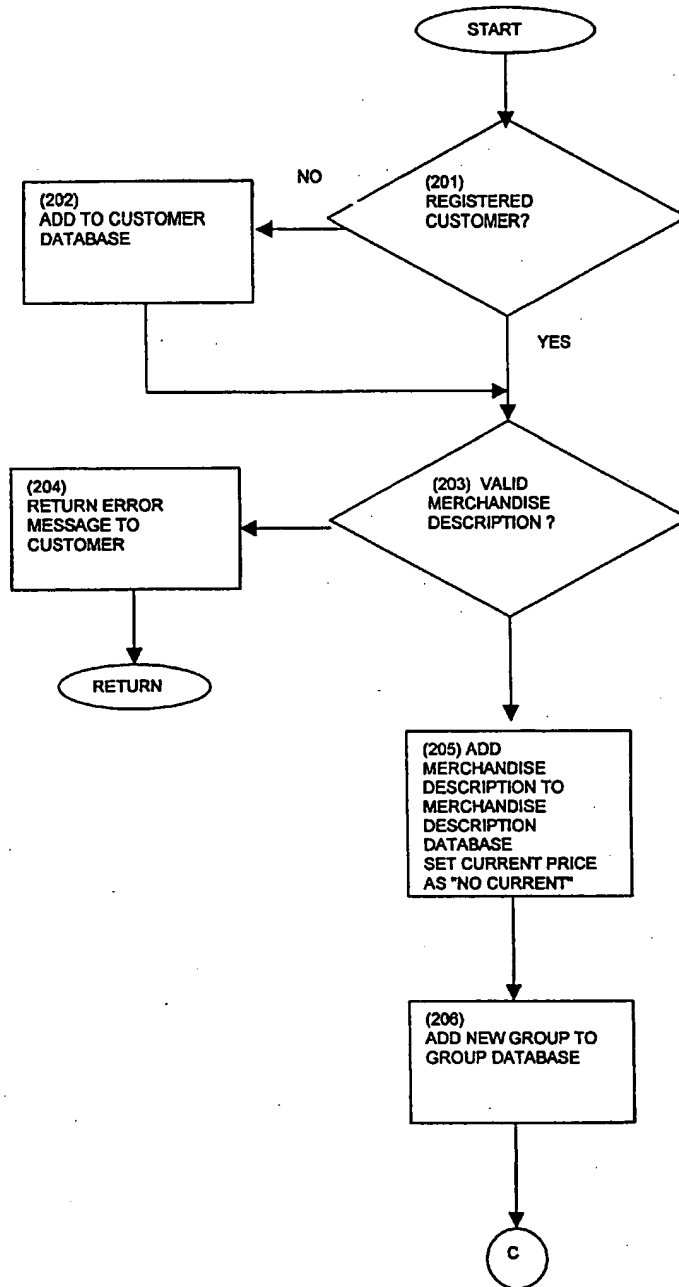 START
NO
(201)
REGISTERED
CUSTOMER?
(202)
ADD TO CUSTOMER
DATABASE
YES
(203) VALID
MERCHANDISE
DESCRIPTION ?
(204)
RETURN ERROR
MESSAGE TO
CUSTOMER
RETURN
(205) ADD
MERCHANDISE
DESCRIPTION TO
MERCHANDISE
DESCRIPTION
DATABASE
SET CURRENT PRICE
AS "NO CURRENT"
(206)
ADD NEW GROUP TO
GROUP DATABASE
C